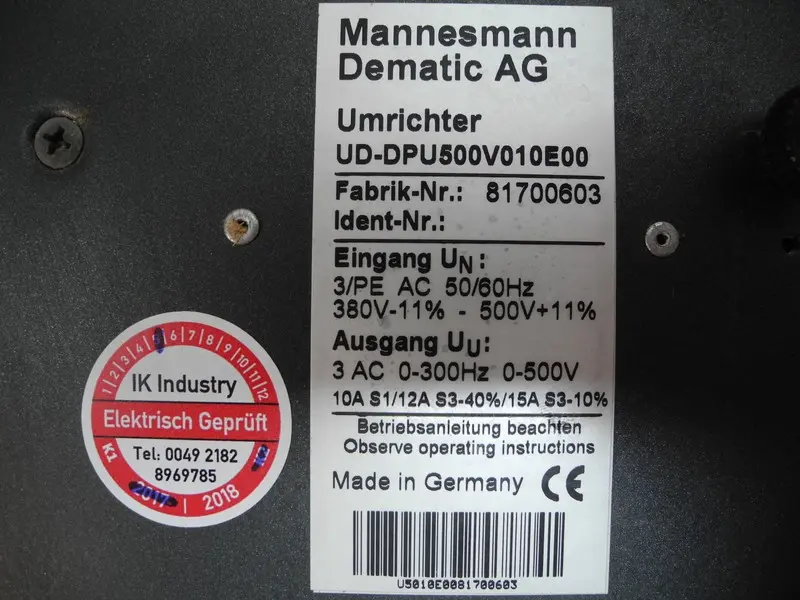 Mannesmann
Dematic AG
Umrichter
UD-DPU500V010E00
Fabrik-Nr.: 81700603
Ident-Nr.:
Eingang UN:
3/PE AC 50/60Hz
380V-11% - 500V+11%
Ausgang UU:
3 AC 0-300Hz 0-500V
10A S1/12A S3-40%/15A S3-10%
Betriebsanleitung beachten
Observe operating instructions
Made in Germany CE
U5010E0081700603
1|2|3|4|5|6|7|8|9|10|11|12
IK Industry
Elektrisch Geprüft
K1 Tel: 0049 2182 K2
8969785
2017 | 2018